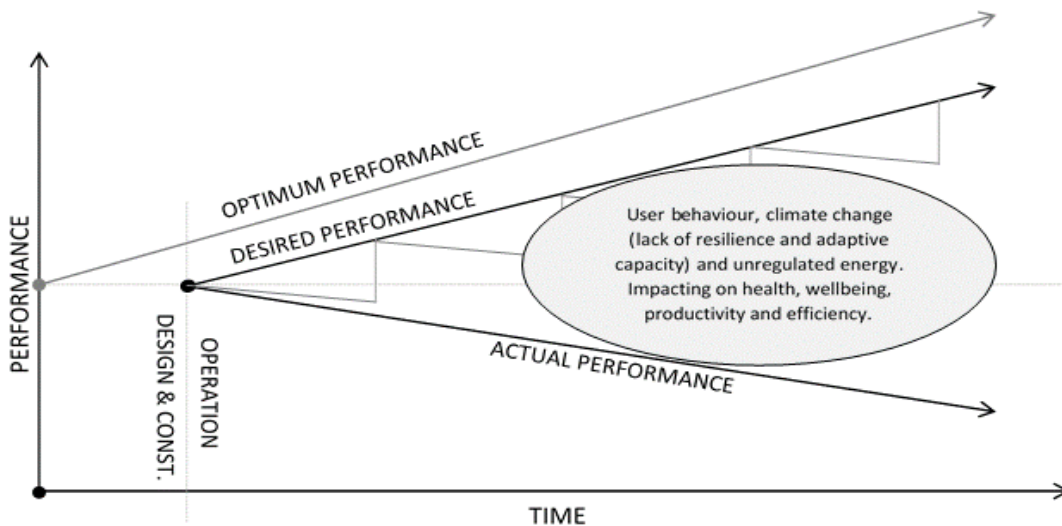 OPTIMUM PERFORMANCE
DESIRED PERFORMANCE
User behaviour, climate change
(lack of resilience and adaptive
capacity) and unregulated energy.
Impacting on health, wellbeing,
productivity and efficiency.
ACTUAL PERFORMANCE
PERFORMANCE
DESIGN & CONST.
OPERATION
TIME